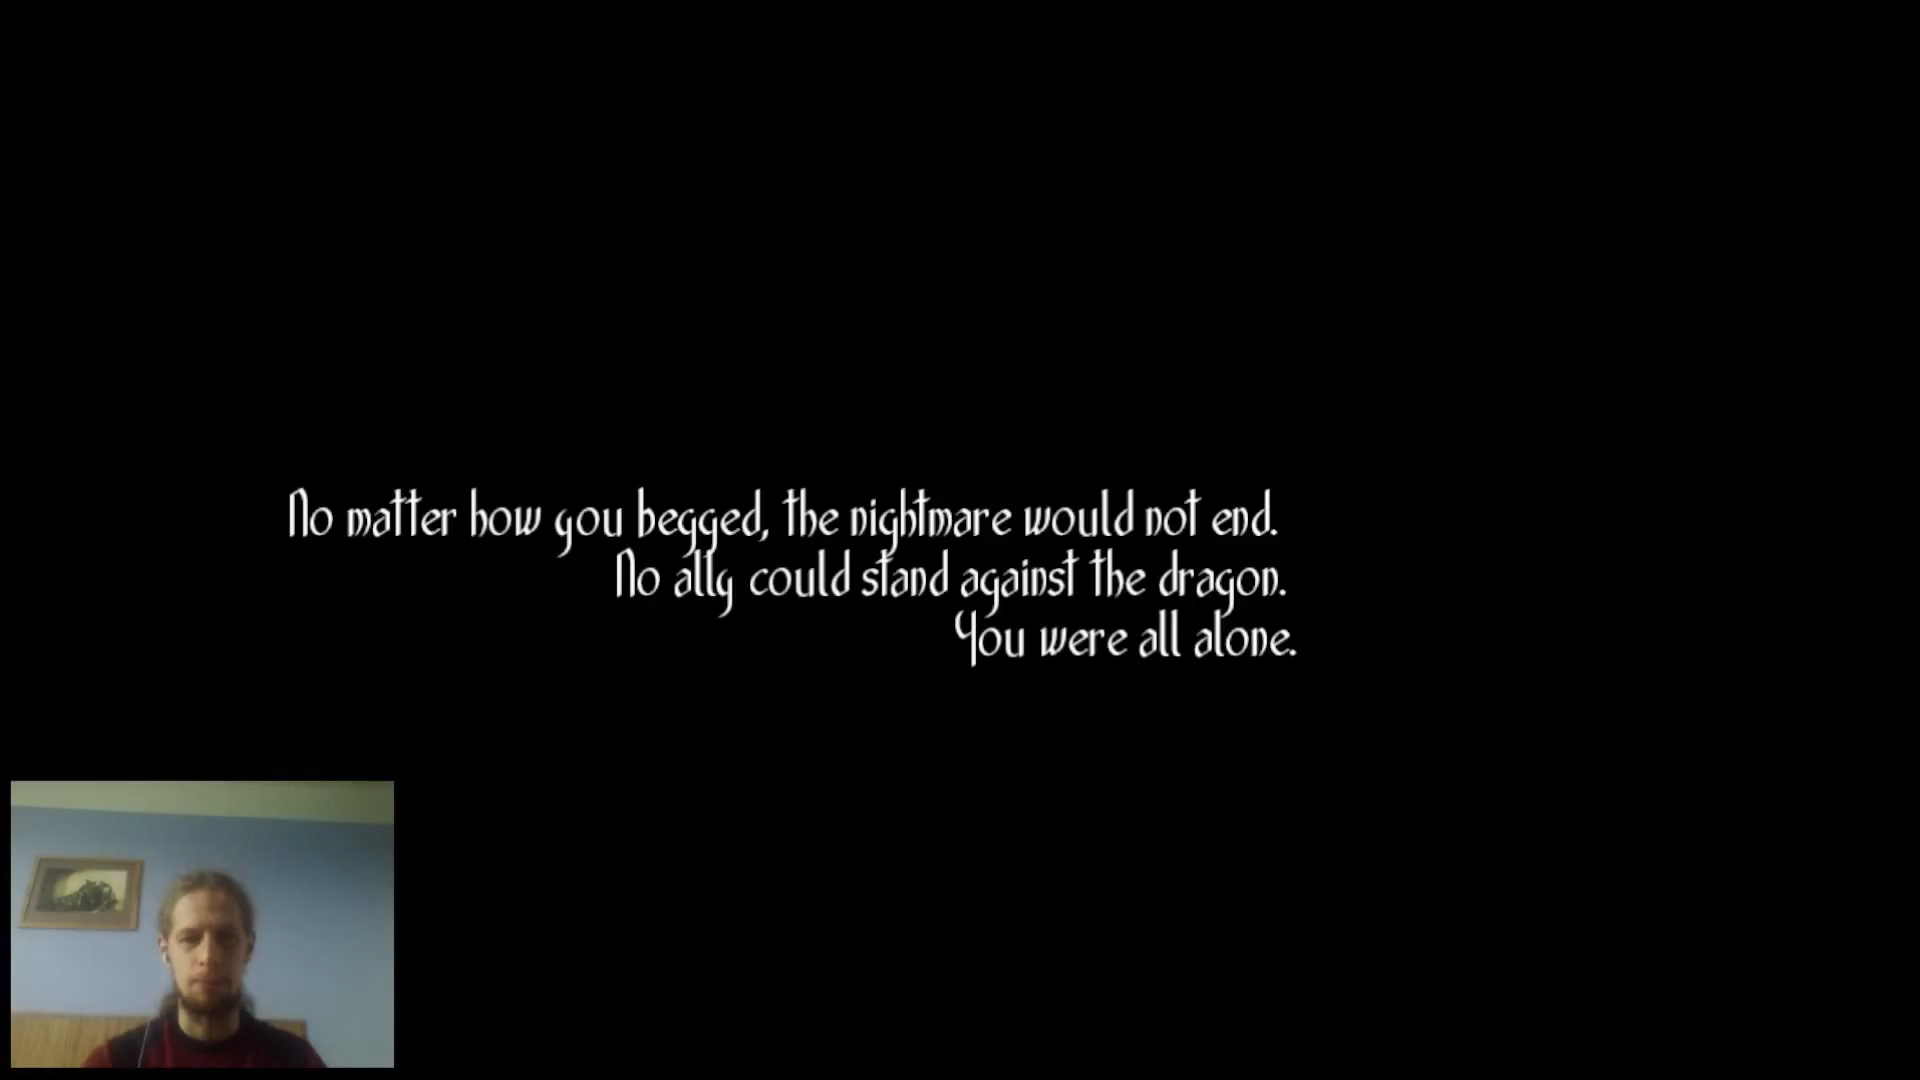 No matter how you begged, the nightmare would not end.
No ally could stand against the dragon.
You were all alone.